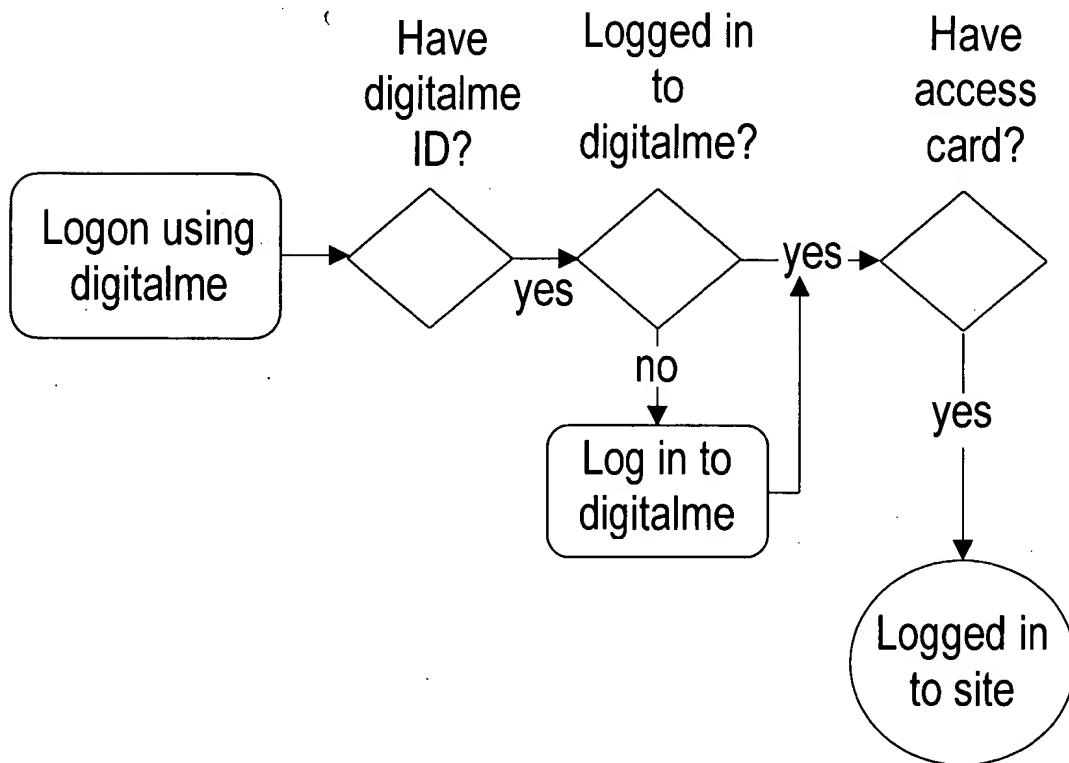 Have
digitalme
ID?
Logged in
to
digitalme?
Have
access
card?
Logon using
digitalme
yes
yes
no
yes
Log in to
digitalme
Logged in
to site